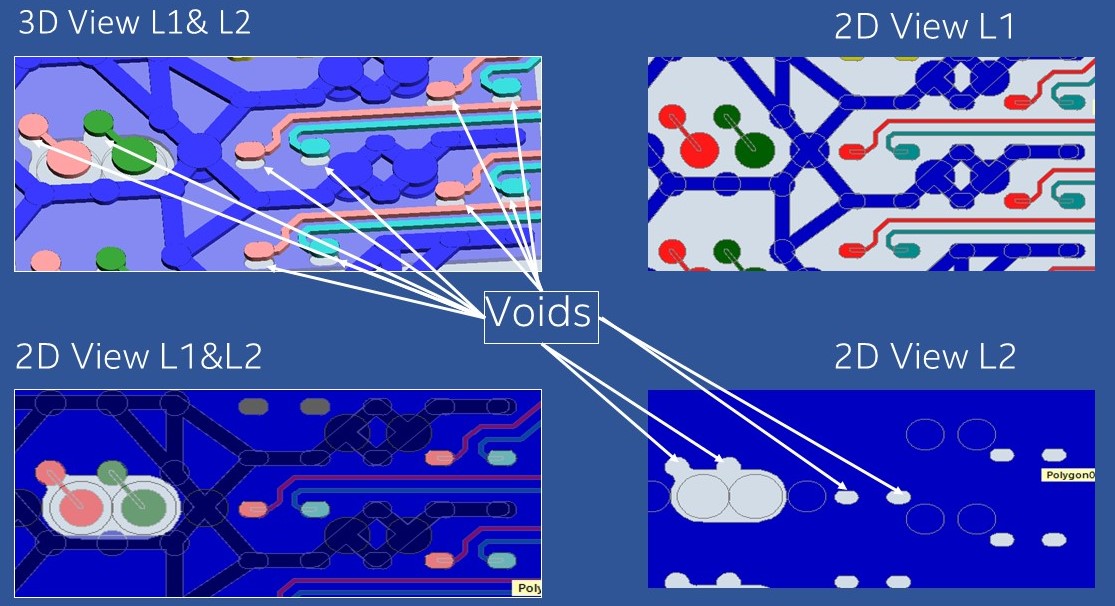 3D View L1& L2
2D View L1
Voids
2D View L1&L2
2D View L2
Polygon0
Poly